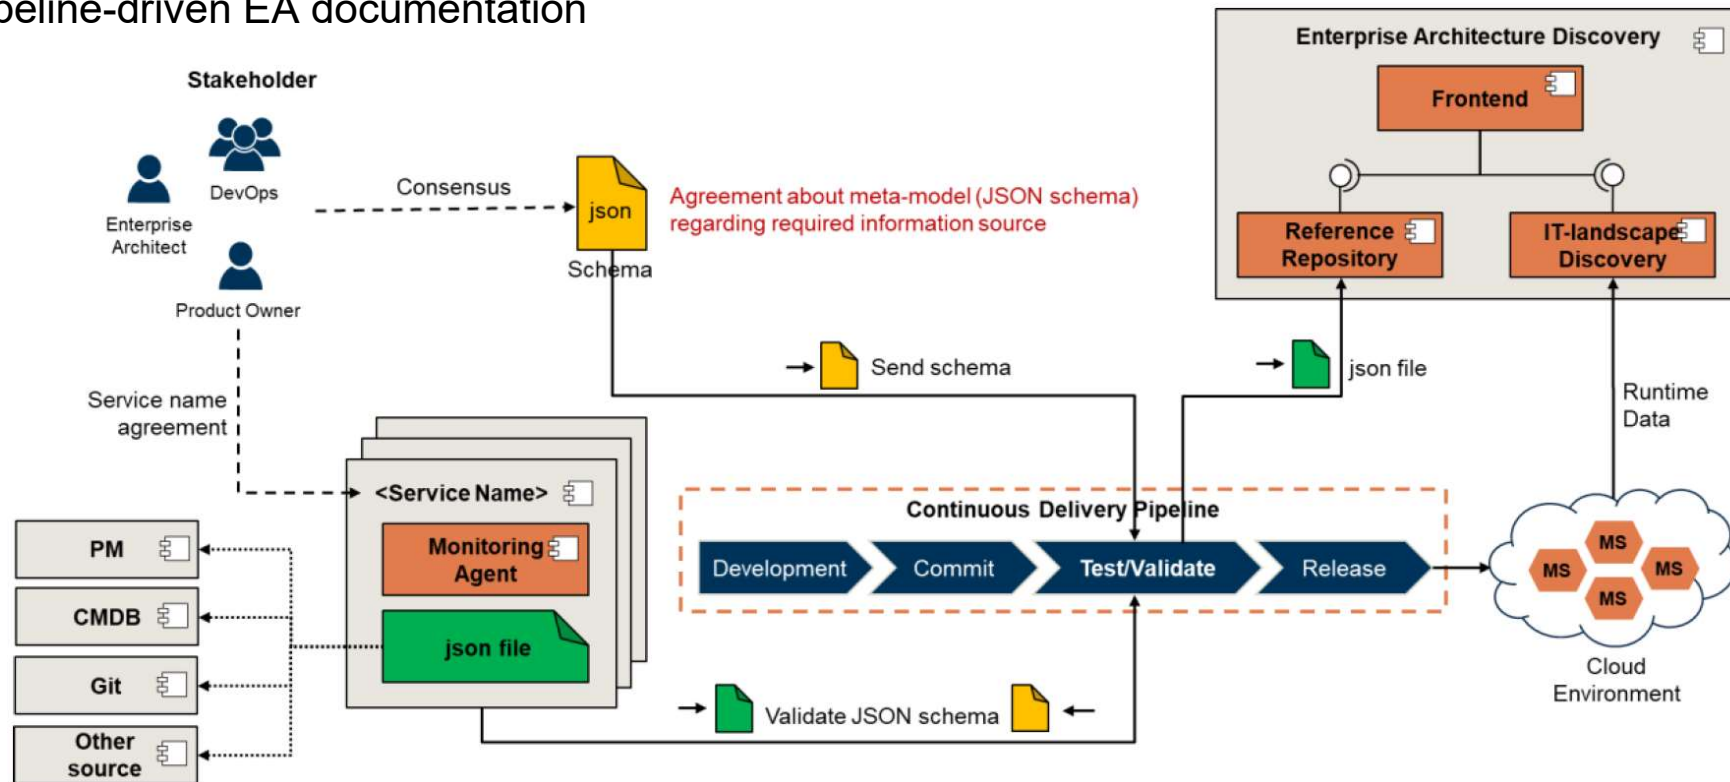 peline-driven EA documentation
Stakeholder
DevOps
Enterprise
Architect
Product Owner
Consensus
json
Schema
Agreement about meta-model (JSON schema)
regarding required information source
Enterprise Architecture Discovery
Frontend
Reference
Repository
IT-landscape
Discovery
Send schema
json file
Runtime
Data
Service name
agreement
<Service Name>
Monitoring
Agent
json file
PM
CMDB
Git
Other
source
Continuous Delivery Pipeline
Development
Commit
Test/Validate
Release
MS
MS
MS
MS
Cloud
Environment
Validate JSON schema